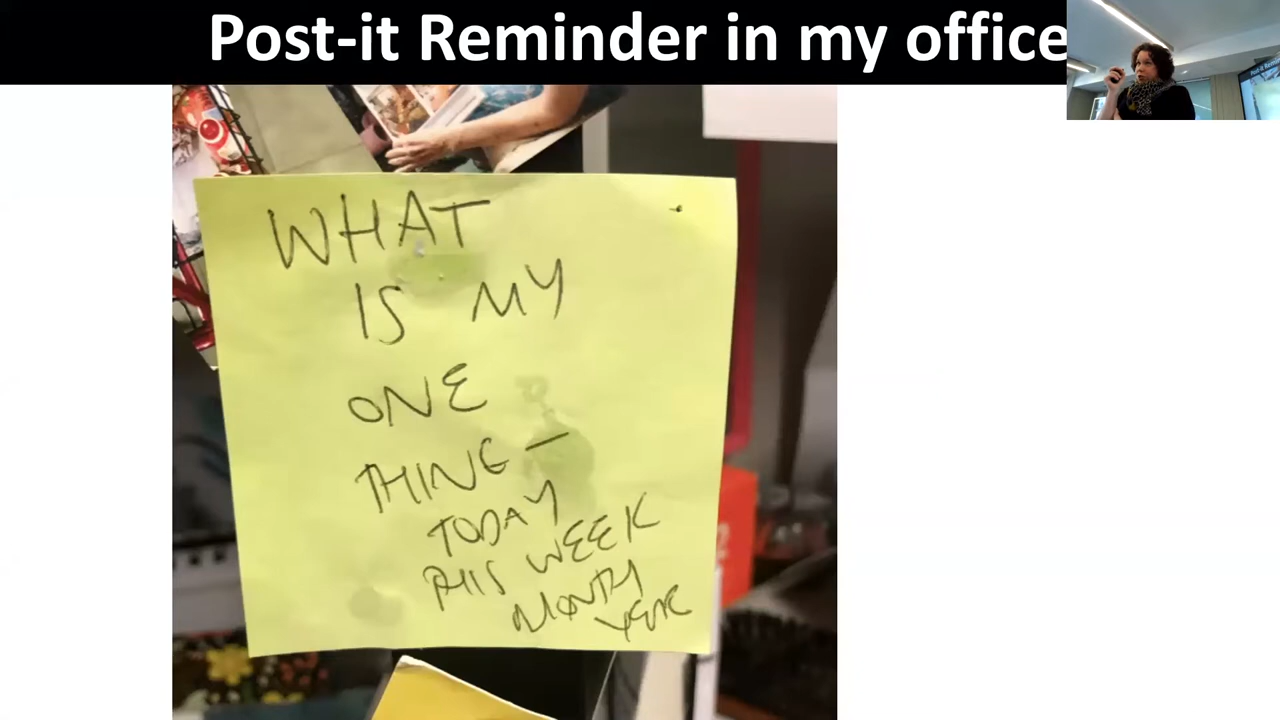 Post-it Reminder in my office
WHAT
IS MY
ONE
THING —
TODAY
THIS WEEK
MONTH
YEAR